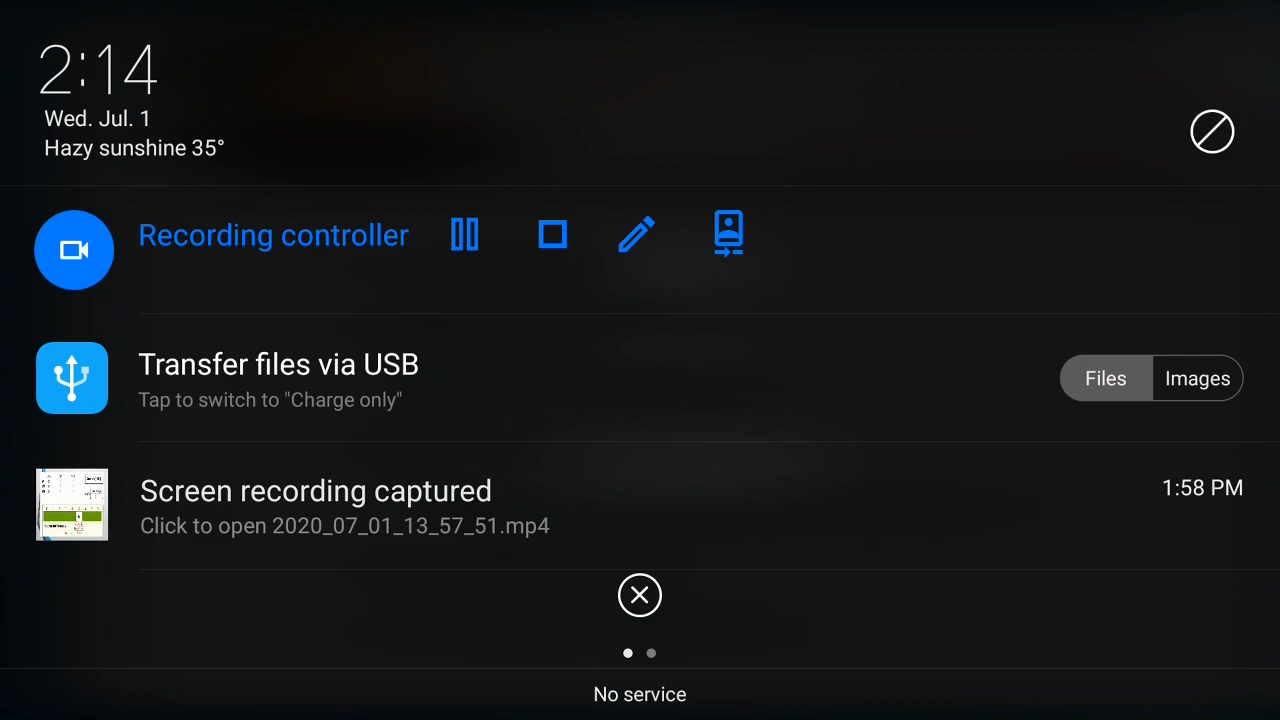 2:14
Wed. Jul. 1
Hazy sunshine 35°
Recording controller
Transfer files via USB
Tap to switch to "Charge only"
Files Images
Screen recording captured
1:58 PM
Click to open 2020_07_01_13_57_51.mp4
No service